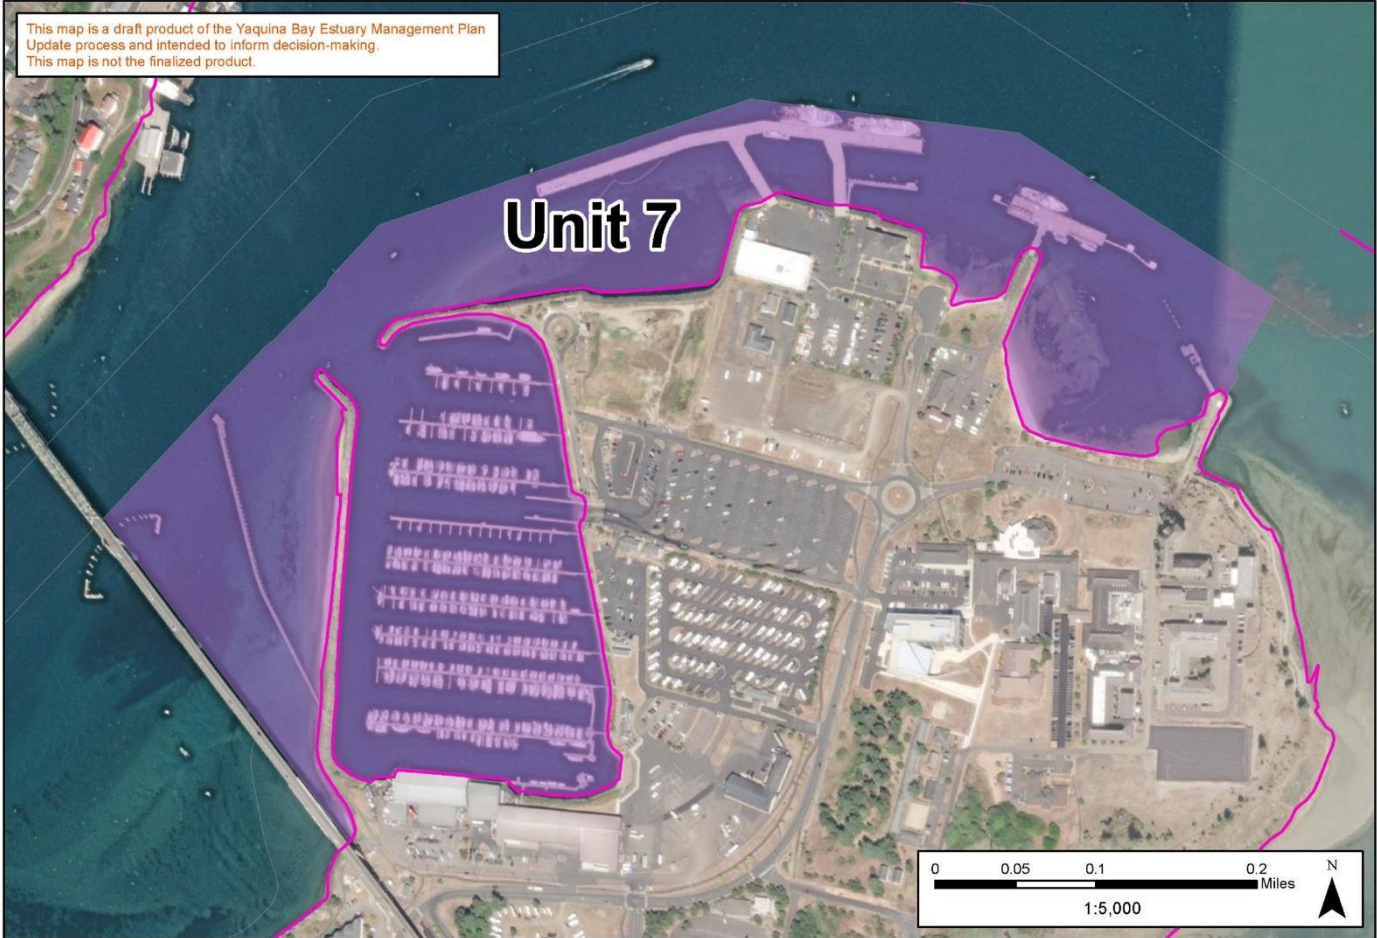 This map is a draft product of the Yaquina Bay Estuary Management Plan
Update process and intended to inform decision-making.
This map is not the finalized product.
Unit 7
0 0.05 0.1 0.2
Miles
1:5,000
N